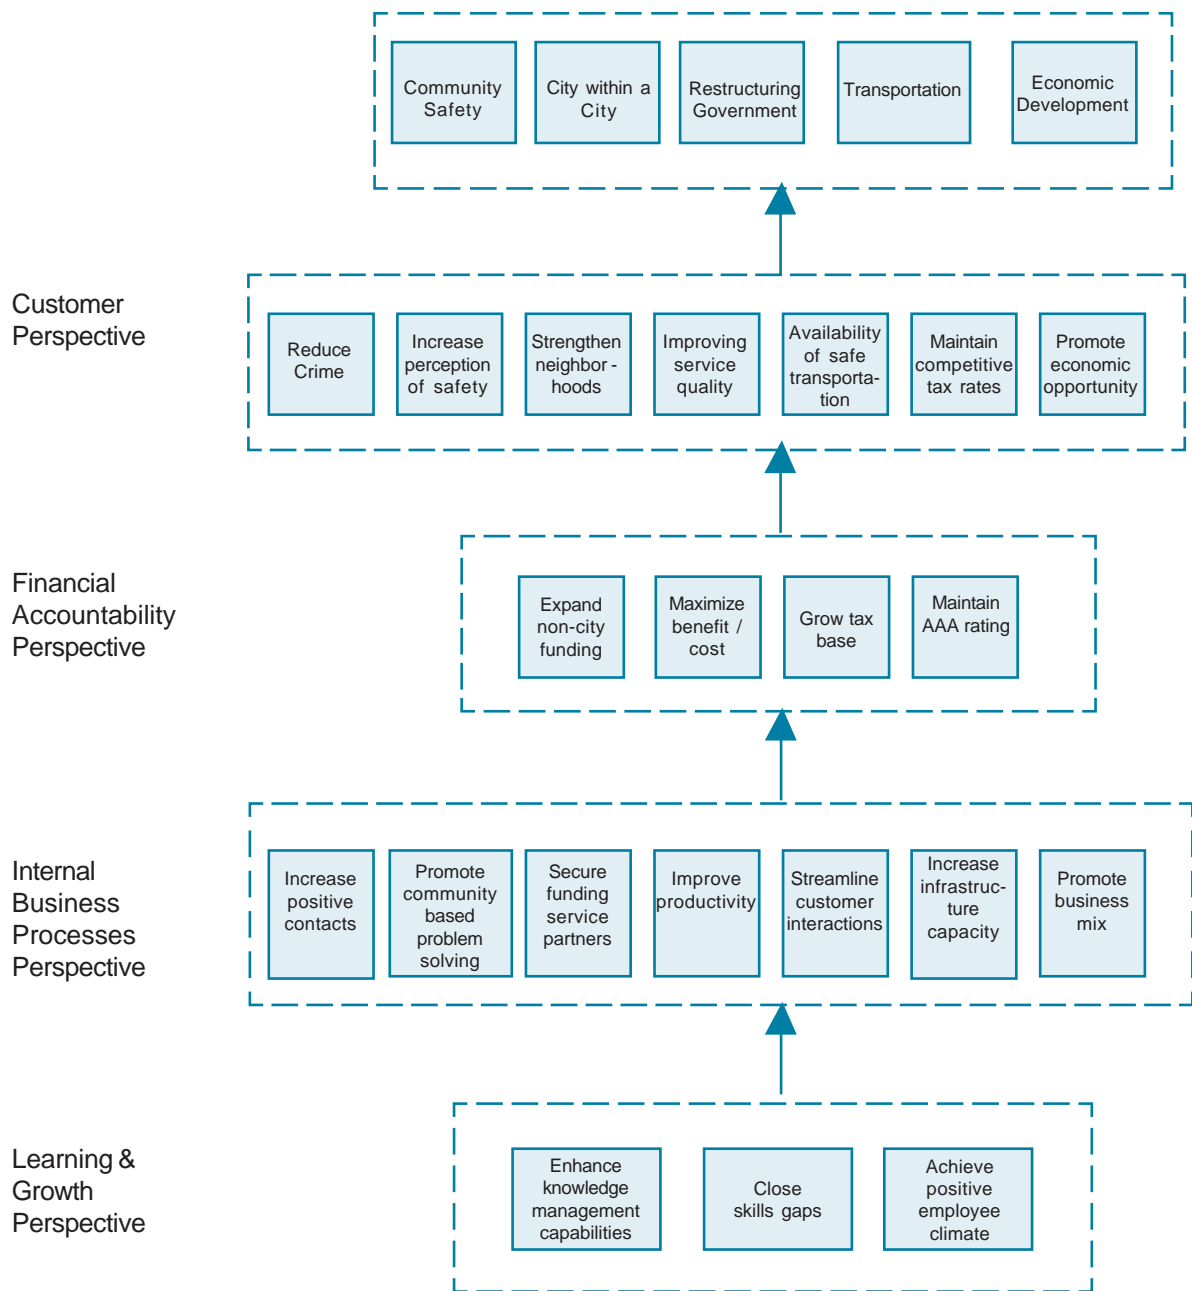 Community
Safety
City within a
City
Restructuring
Government
Transportation
Economic
Development
Customer
Perspective
Reduce
Crime
Increase
perception
of safety
Strengthen
neighbor -
hoods
Improving
service
quality
Availability
of safe
transporta-
tion
Maintain
competitive
tax rates
Promote
economic
opportunity
Financial
Accountability
Perspective
Expand
non-city
funding
Maximize
benefit /
cost
Grow tax
base
Maintain
AAA rating
Internal
Business
Processes
Perspective
Increase
positive
contacts
Promote
community
based
problem
solving
Secure
funding
service
partners
Improve
productivity
Streamline
customer
interactions
Increase
infrastruc-
ture
capacity
Promote
business
mix
Learning &
Growth
Perspective
Enhance
knowledge
management
capabilities
Close
skills gaps
Achieve
positive
employee
climate